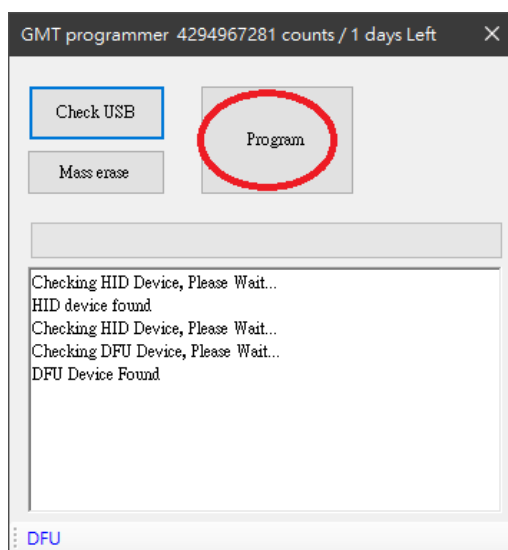 GMT programmer 4294967281 counts / 1 days Left
Check USB
Program
Mass erase
Checking HID Device, Please Wait...
HID device found
Checking HID Device, Please Wait...
Checking DFU Device, Please Wait...
DFU Device Found
DFU